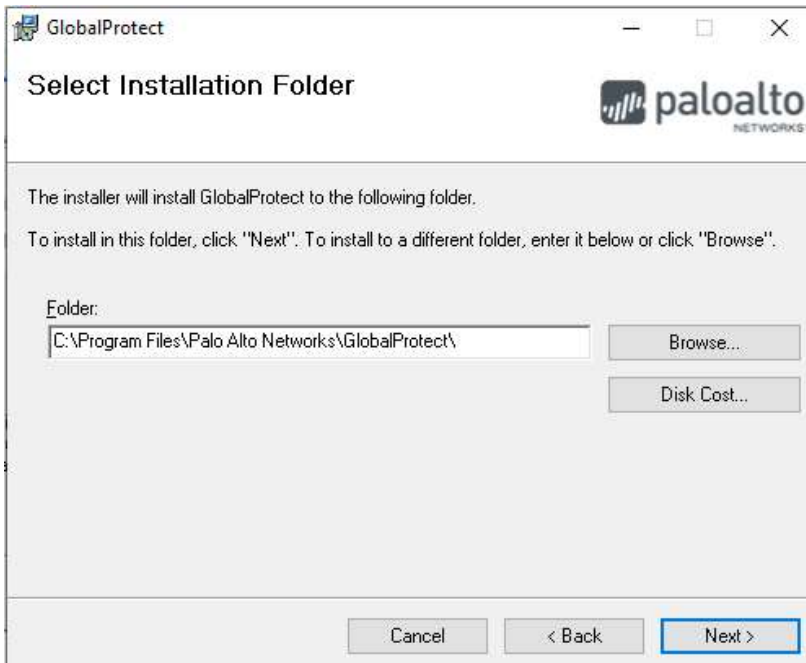 GlobalProtect
Select Installation Folder
paloalto
NETWORKS
The installer will install GlobalProtect to the following folder.
To install in this folder, click "Next". To install to a different folder, enter it below or click "Browse".
Folder:
C:\Program Files\Palo Alto Networks\GlobalProtect\
Browse...
Disk Cost...
Cancel
< Back
Next >